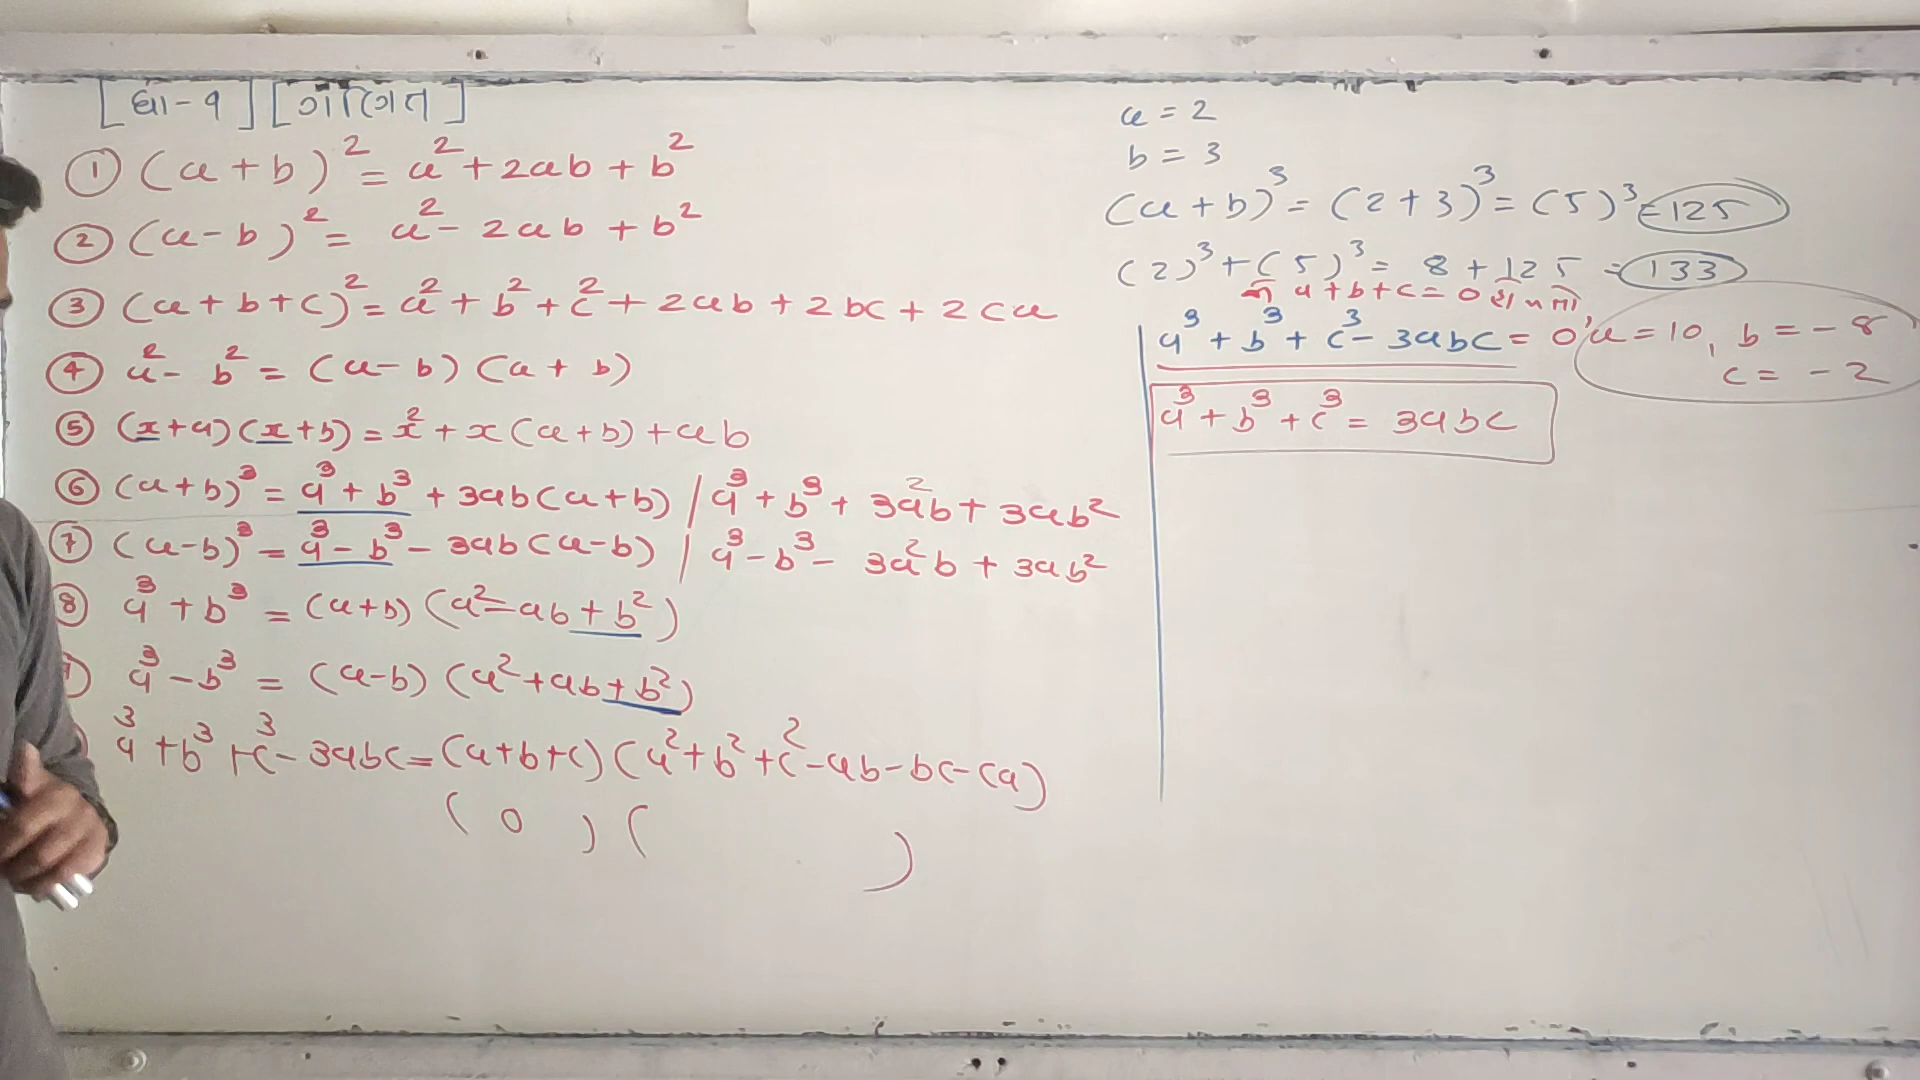 [ધો-૧] [ગણિત]
① (a+b)² = a² + 2ab + b²
② (a-b)² = a² - 2ab + b²
③ (a+b+c)² = a² + b² + c² + 2ab + 2bc + 2ca
④ a² - b² = (a-b) (a+b)
⑤ (x+a)(x+b) = x² + x(a+b) + ab
⑥ (a+b)³ = a³ + b³ + 3ab(a+b) / a³ + b³ + 3a²b + 3ab²
⑦ (a-b)³ = a³ - b³ - 3ab(a-b) / a³ - b³ - 3a²b + 3ab²
⑧ a³ + b³ = (a+b) (a² - ab + b²)
a³ - b³ = (a-b) (a² + ab + b²)
a³ + b³ + c³ - 3abc = (a+b+c) (a² + b² + c² - ab - bc - ca)
( 0 ) ( )
a = 2
b = 3
(a+b)³ = (2+3)³ = (5)³ = 125
(2)³ + (5)³ = 8 + 125 = 133
a+b+c = 0
a³ + b³ + c³ - 3abc = 0
a = 10, b = -8
c = -2
a³ + b³ + c³ = 3abc